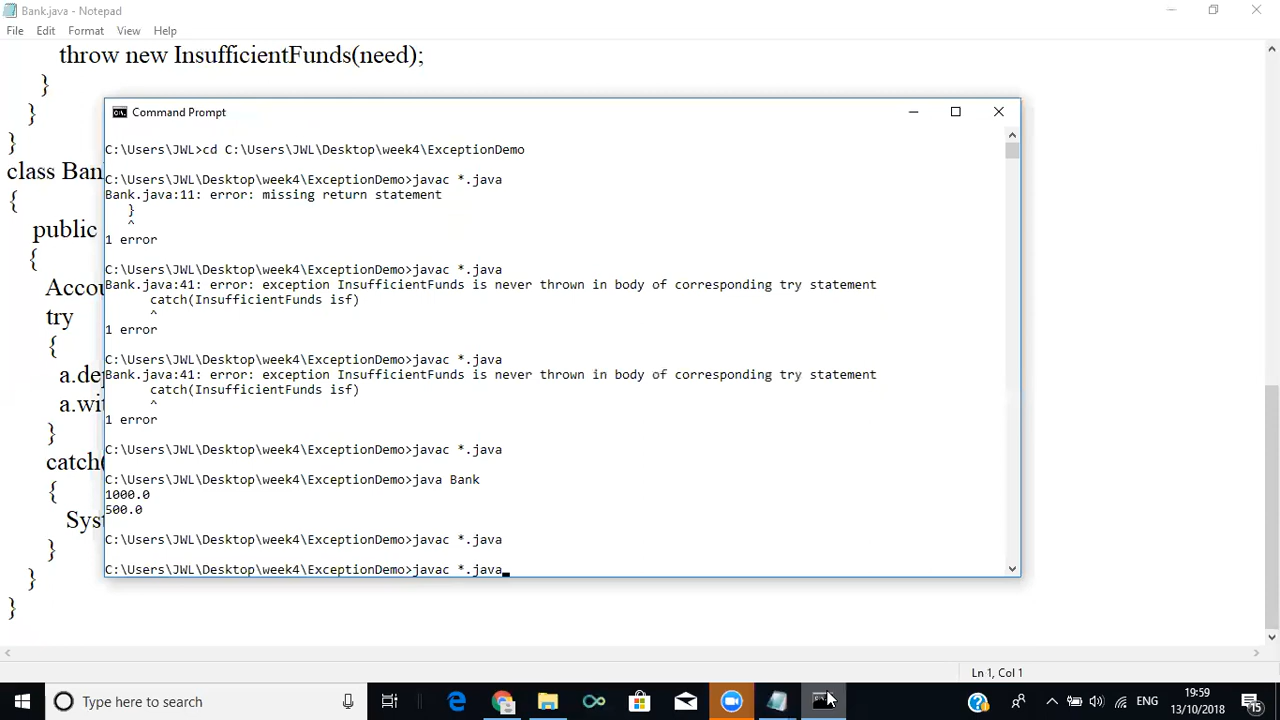 Bank.java - Notepad
File Edit Format View Help
throw new InsufficientFunds(need);
}
}
}
class Ban
{
public
{
Accou
try
{
a.dep
a.wit
}
catch(
{
Syst
}
}
}
Command Prompt
C:\Users\JWL>cd C:\Users\JWL\Desktop\week4\ExceptionDemo
C:\Users\JWL\Desktop\week4\ExceptionDemo>javac *.java
Bank.java:11: error: missing return statement
}
^
1 error
C:\Users\JWL\Desktop\week4\ExceptionDemo>javac *.java
Bank.java:41: error: exception InsufficientFunds is never thrown in body of corresponding try statement
catch(InsufficientFunds isf)
^
1 error
C:\Users\JWL\Desktop\week4\ExceptionDemo>javac *.java
Bank.java:41: error: exception InsufficientFunds is never thrown in body of corresponding try statement
catch(InsufficientFunds isf)
^
1 error
C:\Users\JWL\Desktop\week4\ExceptionDemo>javac *.java
C:\Users\JWL\Desktop\week4\ExceptionDemo>java Bank
1000.0
500.0
C:\Users\JWL\Desktop\week4\ExceptionDemo>javac *.java
C:\Users\JWL\Desktop\week4\ExceptionDemo>javac *.java
Ln 1, Col 1
Type here to search
ENG
19:59
13/10/2018
15